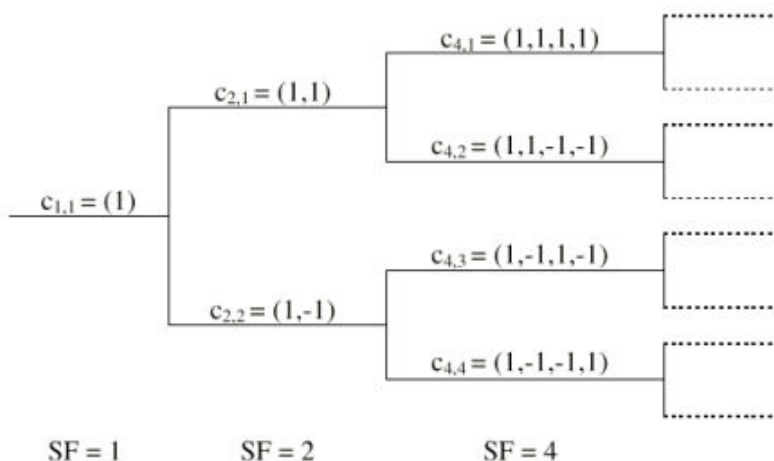 c4,1 = (1,1,1,1)
c2,1 = (1,1)
c4,2 = (1,1,-1,-1)
c1,1 = (1)
c4,3 = (1,-1,1,-1)
c2,2 = (1,-1)
c4,4 = (1,-1,-1,1)
SF = 1 SF = 2 SF = 4